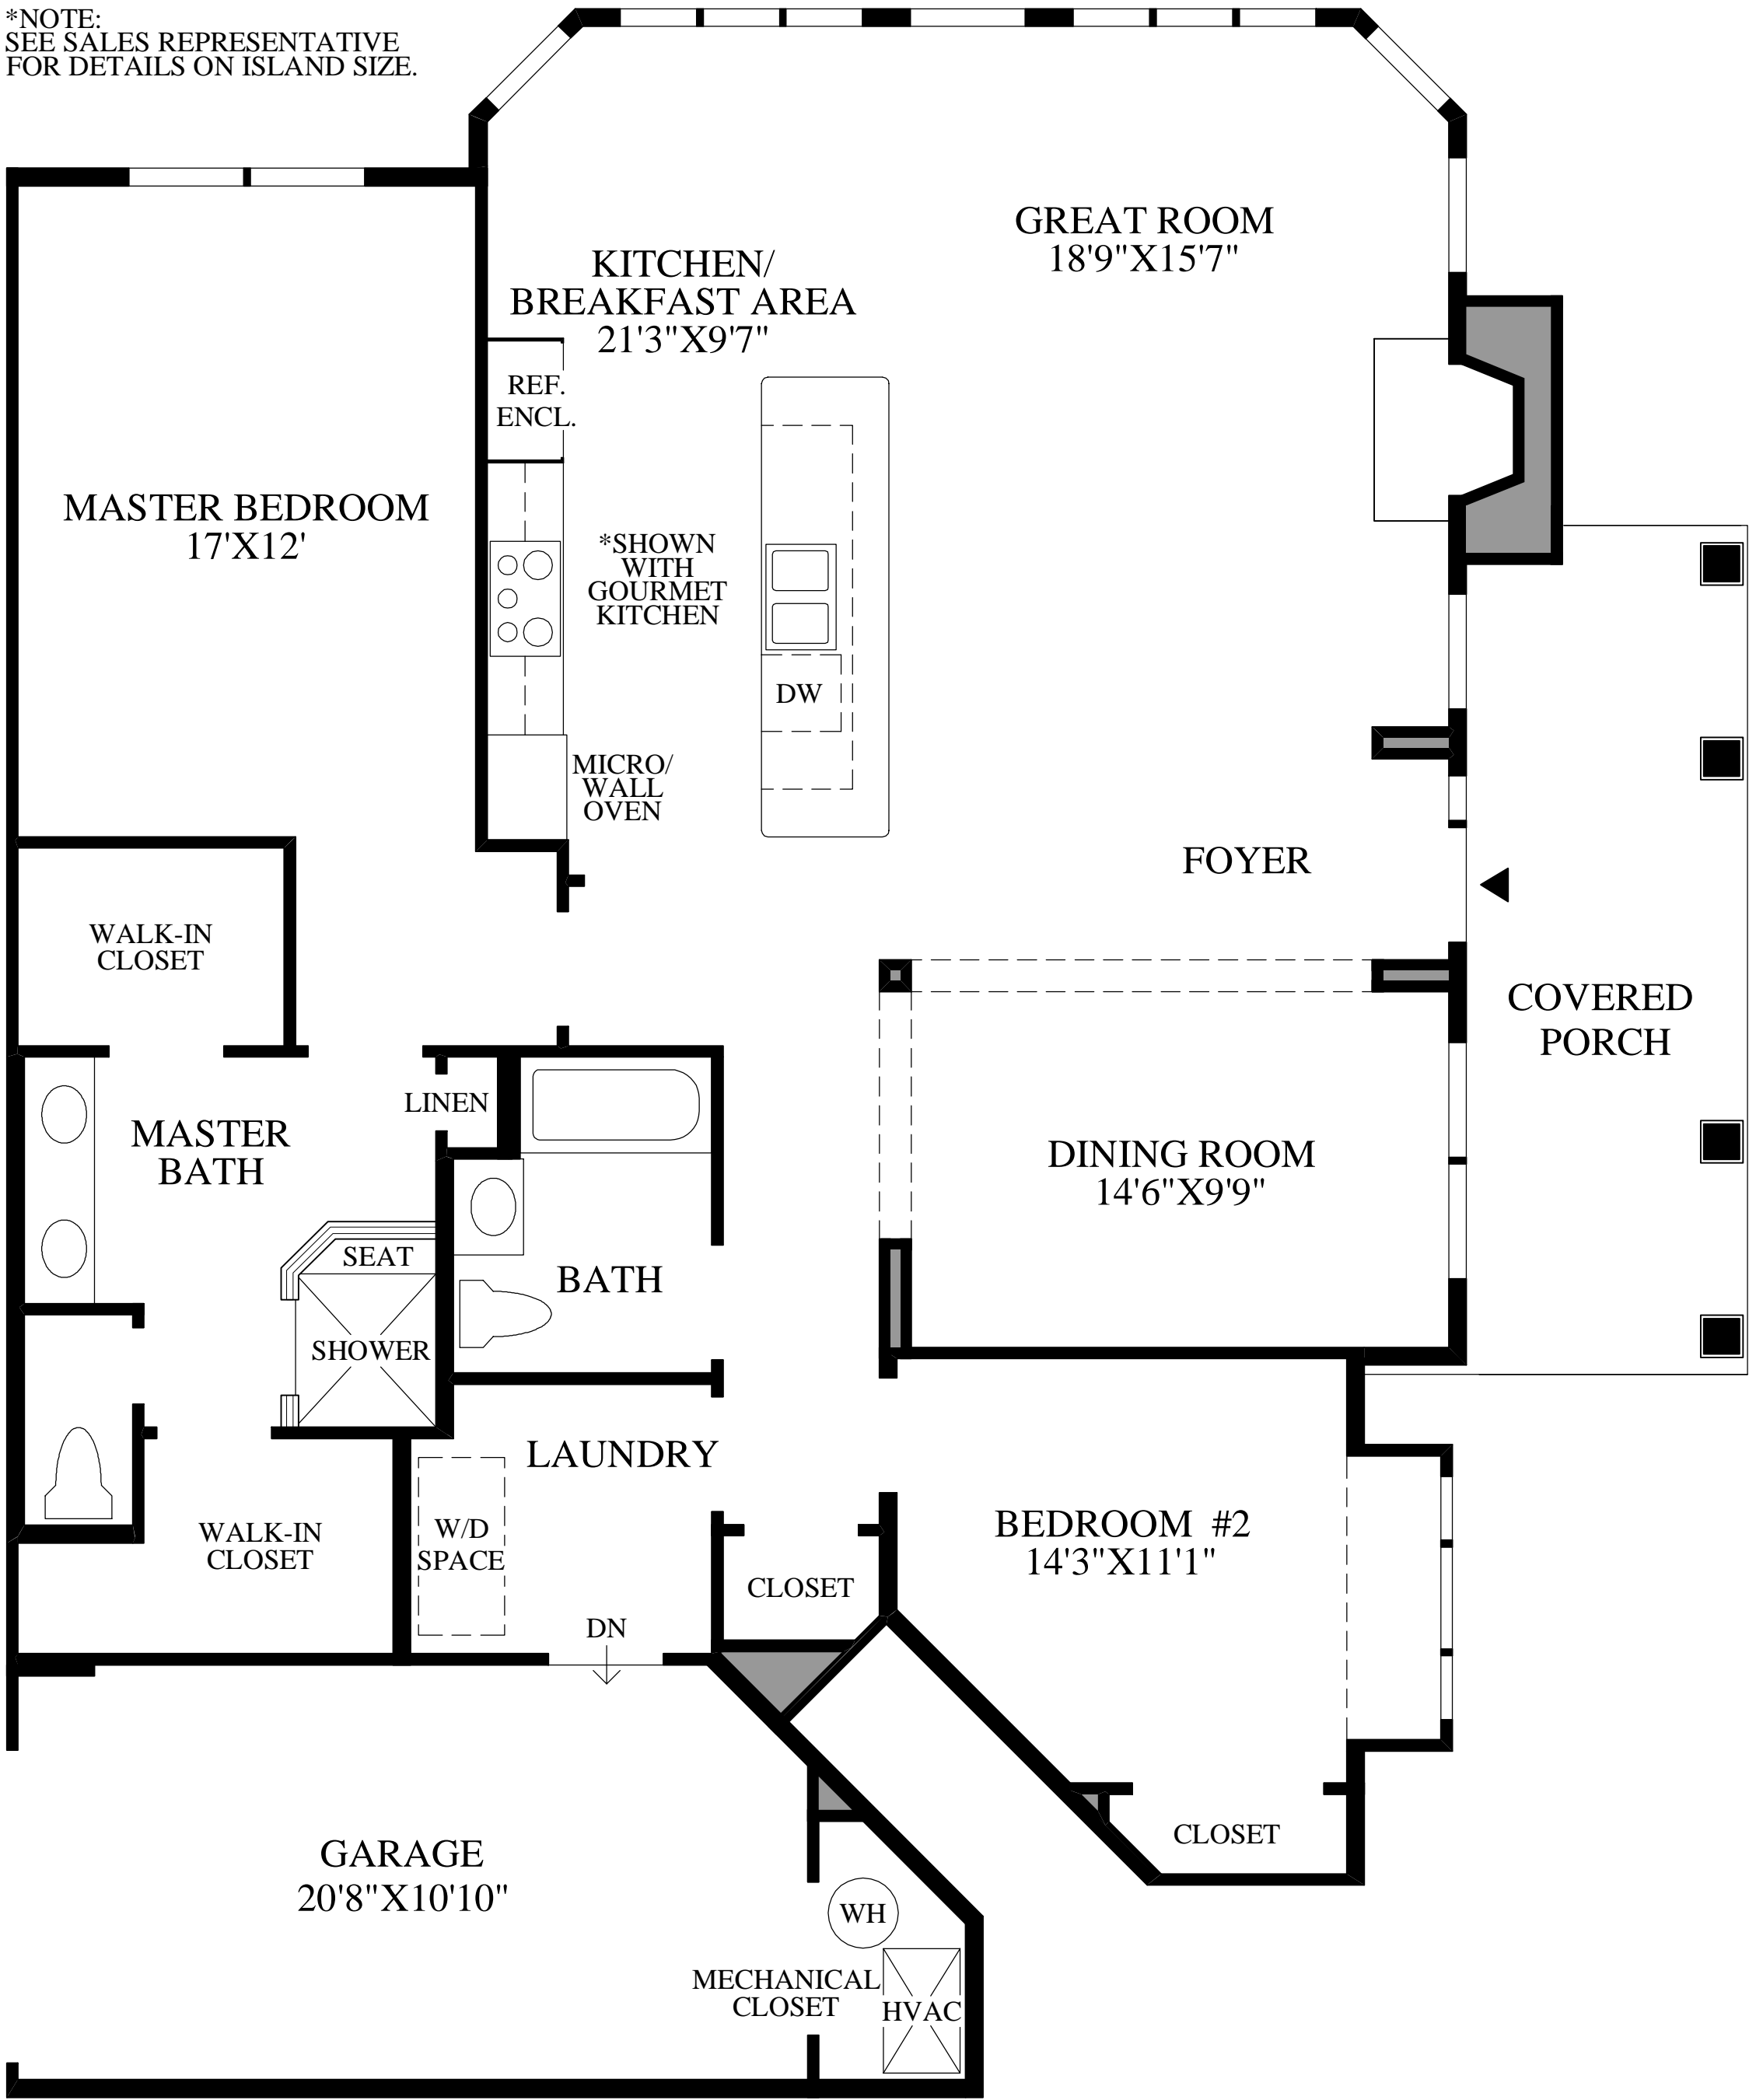 *NOTE:
SEE SALES REPRESENTATIVE
FOR DETAILS ON ISLAND SIZE.
GREAT ROOM
18'9"X15'7"
KITCHEN/
BREAKFAST AREA
21'3"X9'7"
REF.
ENCL.
MASTER BEDROOM
17'X12'
*SHOWN
WITH
GOURMET
KITCHEN
DW
MICRO/
WALL
OVEN
FOYER
WALK-IN
CLOSET
COVERED
PORCH
LINEN
MASTER
BATH
DINING ROOM
14'6"X9'9"
SEAT
BATH
SHOWER
LAUNDRY
WALK-IN
CLOSET
W/D
SPACE
BEDROOM #2
14'3"X11'1"
CLOSET
DN
CLOSET
GARAGE
20'8"X10'10"
WH
MECHANICAL
CLOSET
HVAC